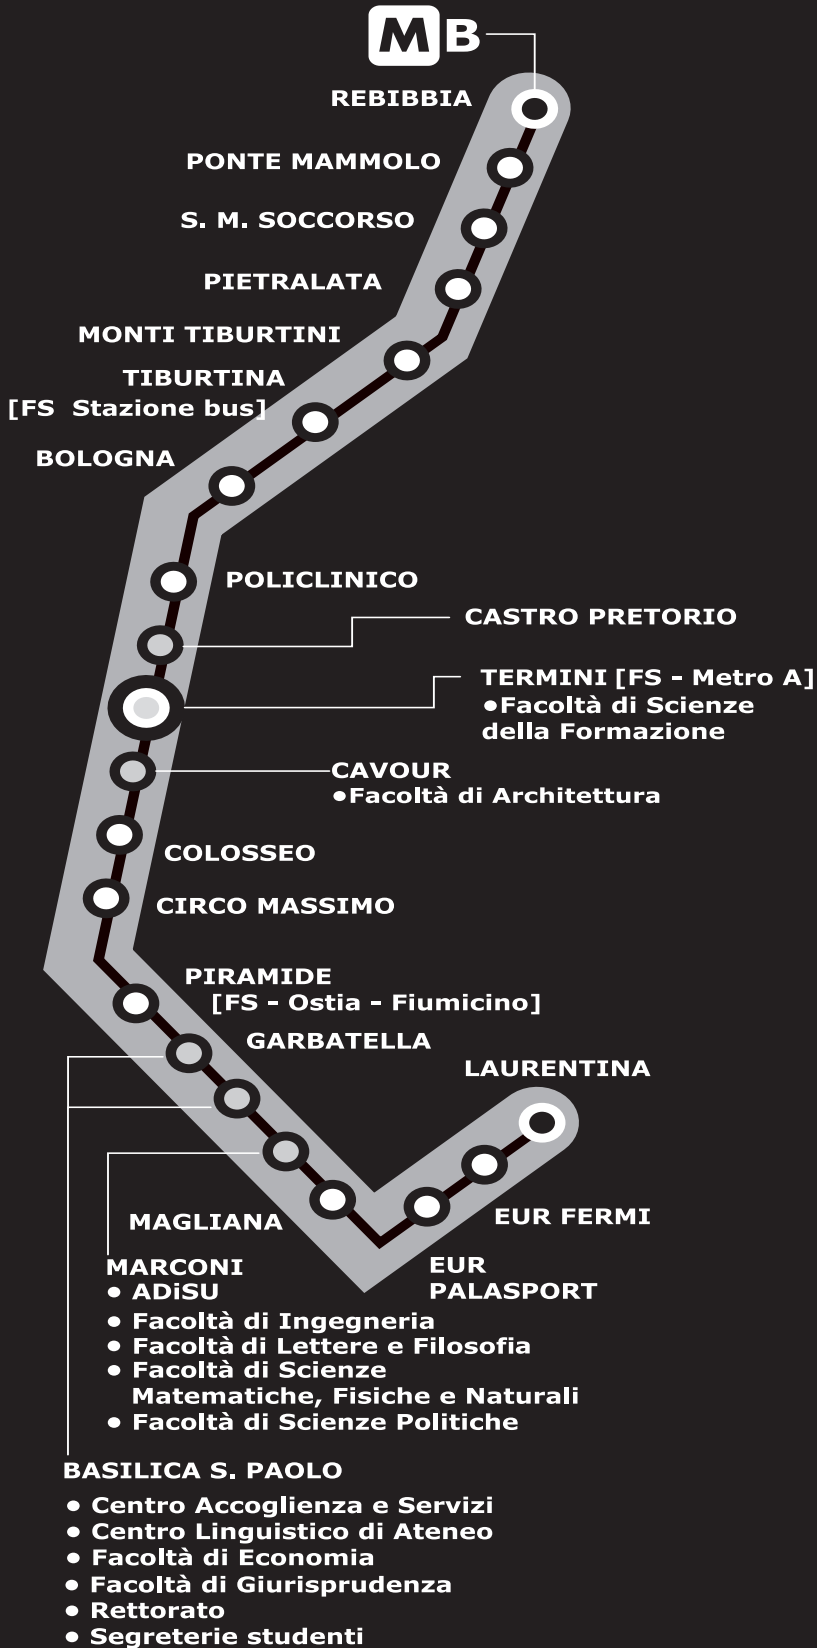 MB
REBIBBIA
PONTE MAMMOLO
S. M. SOCCORSO
PIETRALATA
MONTI TIBURTINI
TIBURTINA
[FS Stazione bus]
BOLOGNA
POLICLINICO
CASTRO PRETORIO
TERMINI [FS - Metro A]
•Facoltà di Scienze
della Formazione
CAVOUR
•Facoltà di Architettura
COLOSSEO
CIRCO MASSIMO
PIRAMIDE
[FS - Ostia - Fiumicino]
GARBATELLA
LAURENTINA
EUR FERMI
EUR
PALASPORT
MAGLIANA
MARCONI
• ADiSU
• Facoltà di Ingegneria
• Facoltà di Lettere e Filosofia
• Facoltà di Scienze
Matematiche, Fisiche e Naturali
• Facoltà di Scienze Politiche
BASILICA S. PAOLO
• Centro Accoglienza e Servizi
• Centro Linguistico di Ateneo
• Facoltà di Economia
• Facoltà di Giurisprudenza
• Rettorato
• Segreterie studenti